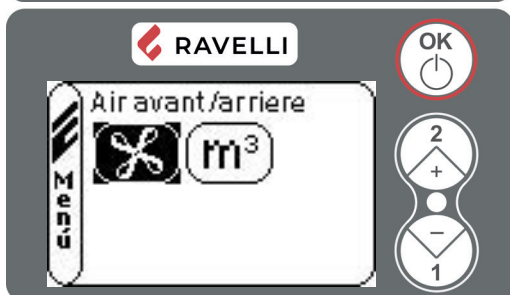 RAVELLI
OK
Air avant/arriere
m³
Menú
2
+
−
1